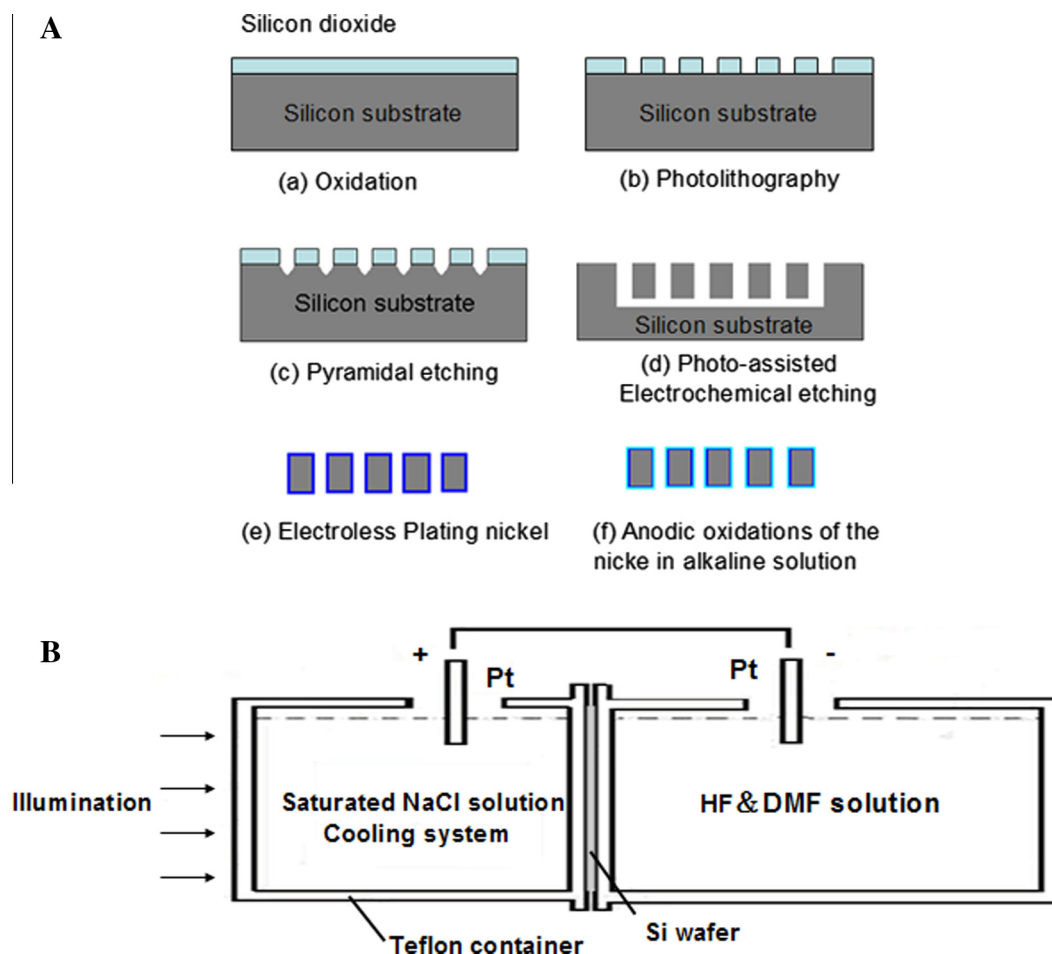 A
Silicon dioxide
Silicon substrate
Silicon substrate
(a) Oxidation
(b) Photolithography
Silicon substrate
Silicon substrate
(c) Pyramidal etching
(d) Photo-assisted
Electrochemical etching
(e) Electroless Plating nickel
(f) Anodic oxidations of the
nicke in alkaline solution
B
+
Pt
Pt
-
Illumination
Saturated NaCl solution
Cooling system
HF & DMF solution
Teflon container
Si wafer